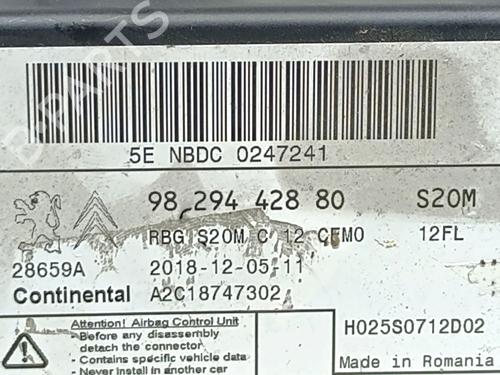 B-PARTS
5E NBDC 0247241
98 294 428 80 S20M
RBG S20M C 12 CFM0 12FL
28659A 2018-12-05-11
Continental A2C18747302
Attention! Airbag Control Unit
- Before any disassembly
detach the connector
- Contains specific vehicle data
- Never install in another car
H025S0712D02
Made in Romania